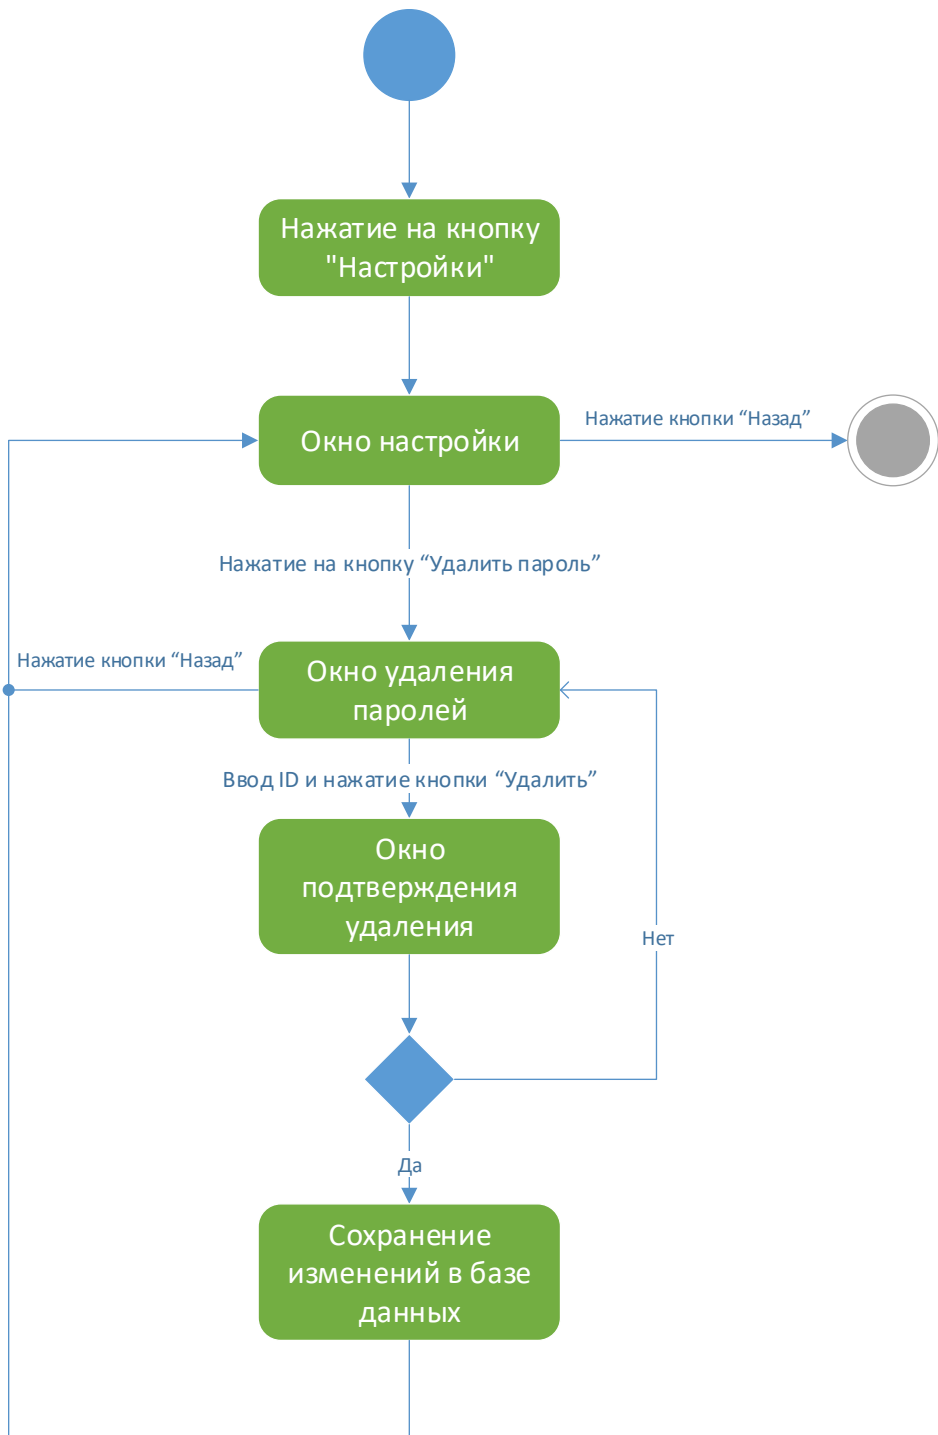 Нажатие на кнопку
"Настройки"
Окно настройки
Нажатие кнопки “Назад”
Нажатие на кнопку “Удалить пароль”
Нажатие кнопки “Назад”
Окно удаления
паролей
Ввод ID и нажатие кнопки “Удалить”
Окно
подтверждения
удаления
Нет
Да
Сохранение
изменений в базе
данных